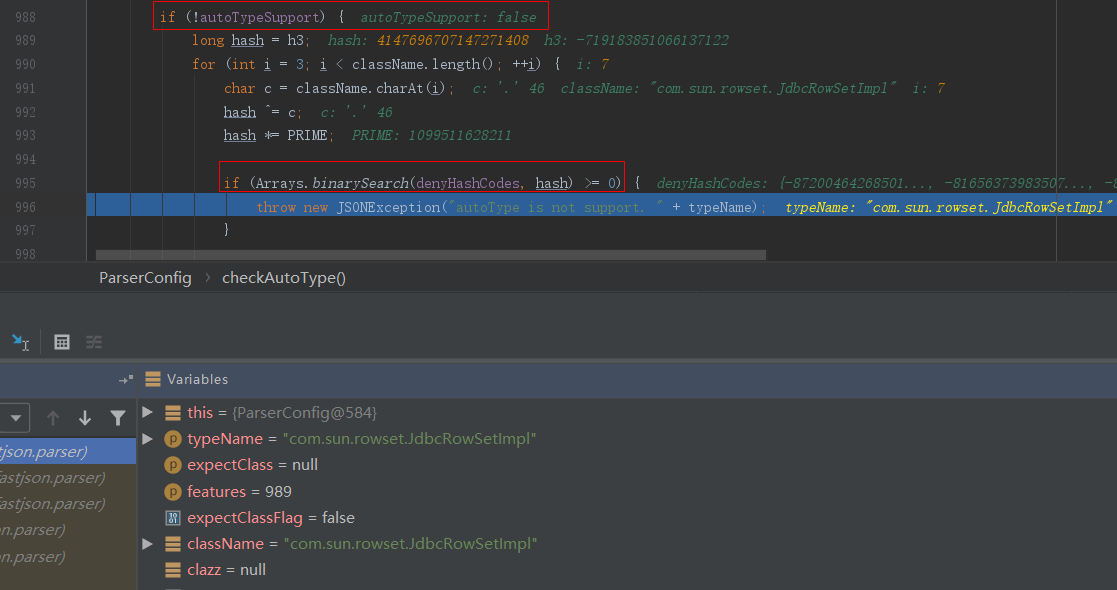 988 if (!autoTypeSupport) { autoTypeSupport: false
989 long hash = h3; hash: 4147696707147271408 h3: -719183851066137122
990 for (int i = 3; i < className.length(); ++i) { i: 7
991 char c = className.charAt(i); c: '.' 46 className: "com.sun.rowset.JdbcRowSetImpl" i: 7
992 hash ^= c; c: '.' 46
993 hash *= PRIME; PRIME: 1099511628211
994
995 if (Arrays.binarySearch(denyHashCodes, hash) >= 0) { denyHashCodes: {-87200464268501..., -81656373983507..., -8
996 throw new JSONException("autoType is not support. " + typeName); typeName: "com.sun.rowset.JdbcRowSetImpl"
997 }
998
ParserConfig › checkAutoType()
Variables
this = {ParserConfig@584}
typeName = "com.sun.rowset.JdbcRowSetImpl"
tjson.parser) expectClass = null
fastjson.parser) features = 989
fastjson.parser) expectClassFlag = false
on.parser) className = "com.sun.rowset.JdbcRowSetImpl"
on.parser) clazz = null